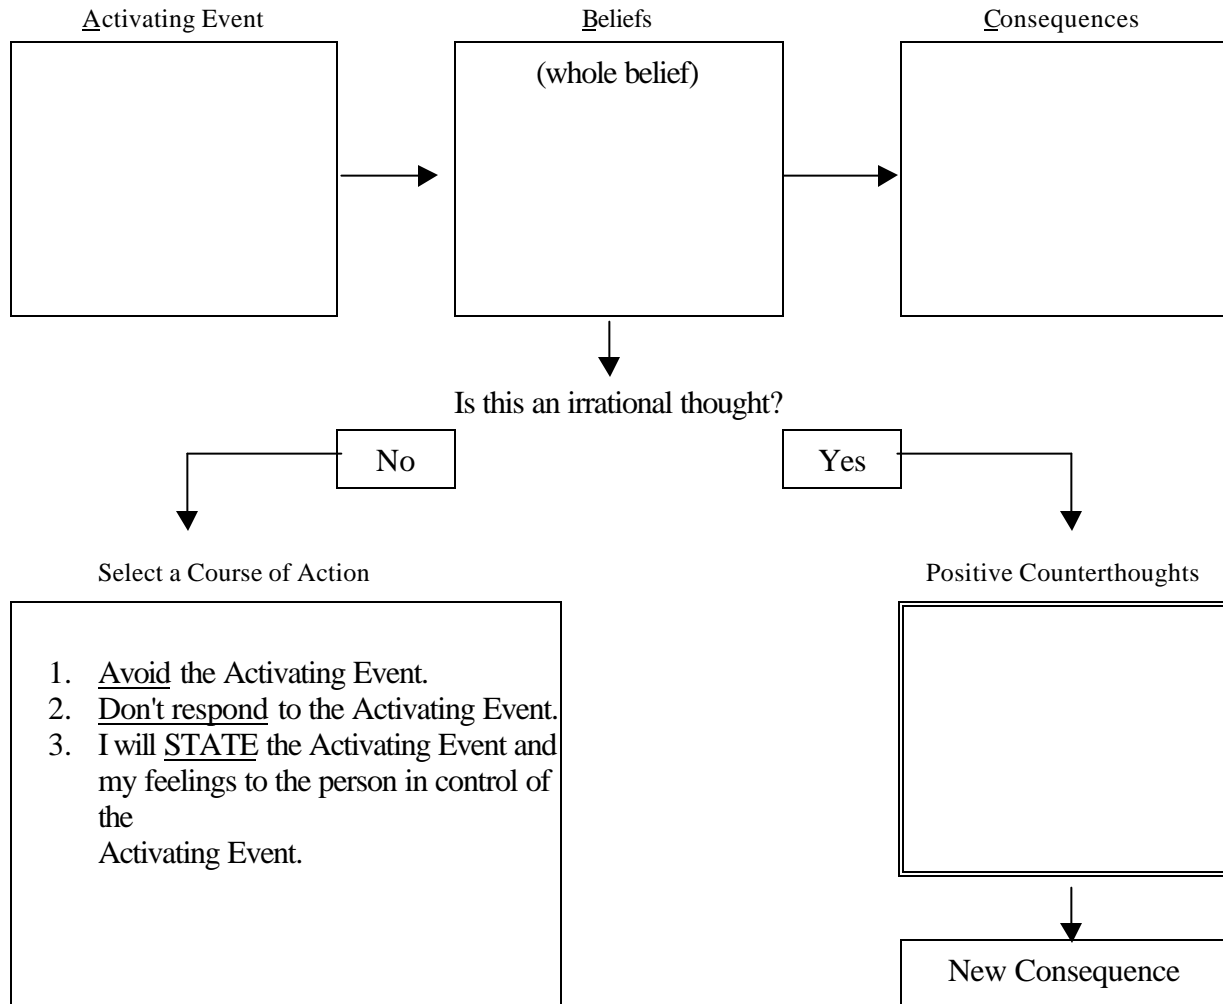 Activating Event
Beliefs
Consequences
(whole belief)
Is this an irrational thought?
No
Yes
Select a Course of Action
Positive Counterthoughts
1. Avoid the Activating Event.
2. Don't respond to the Activating Event.
3. I will STATE the Activating Event and
my feelings to the person in control of
the
Activating Event.
New Consequence